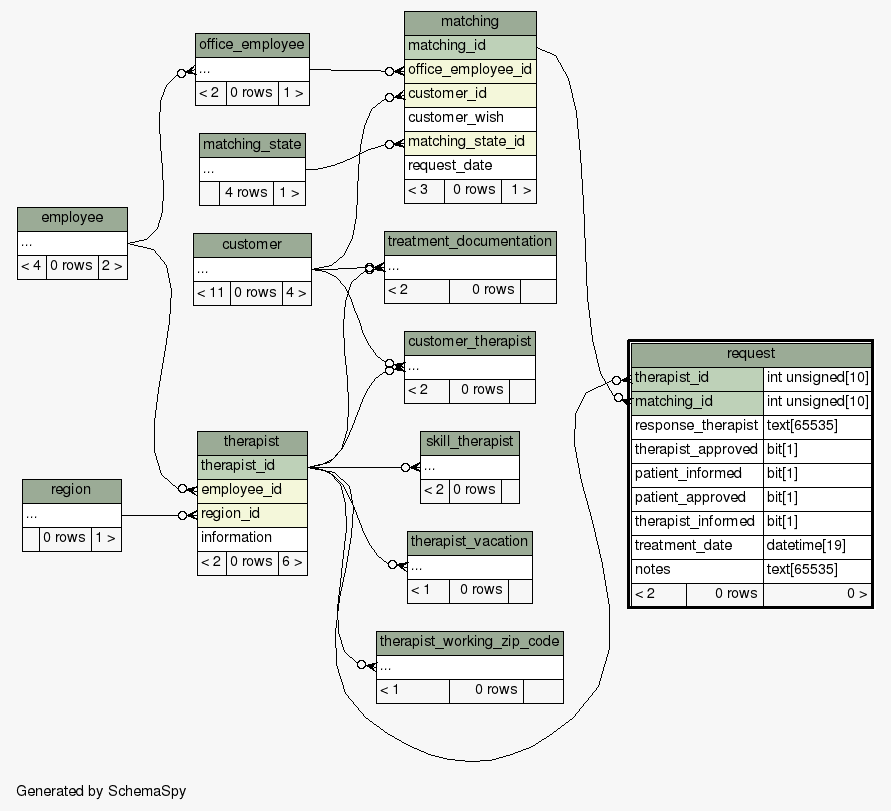 matching
matching_id
office_employee_id
customer_id
customer_wish
matching_state_id
request_date
< 3 0 rows 1 >
office_employee
...
< 2 0 rows 1 >
matching_state
...
4 rows 1 >
employee
...
< 4 0 rows 2 >
customer
...
< 11 0 rows 4 >
treatment_documentation
...
< 2 0 rows
customer_therapist
...
< 2 0 rows
request
therapist_id int unsigned[10]
matching_id int unsigned[10]
response_therapist text[65535]
therapist_approved bit[1]
patient_informed bit[1]
patient_approved bit[1]
therapist_informed bit[1]
treatment_date datetime[19]
notes text[65535]
< 2 0 rows 0 >
therapist
therapist_id
employee_id
region_id
information
< 2 0 rows 6 >
skill_therapist
...
< 2 0 rows
region
...
0 rows 1 >
therapist_vacation
...
< 1 0 rows
therapist_working_zip_code
...
< 1 0 rows
Generated by SchemaSpy